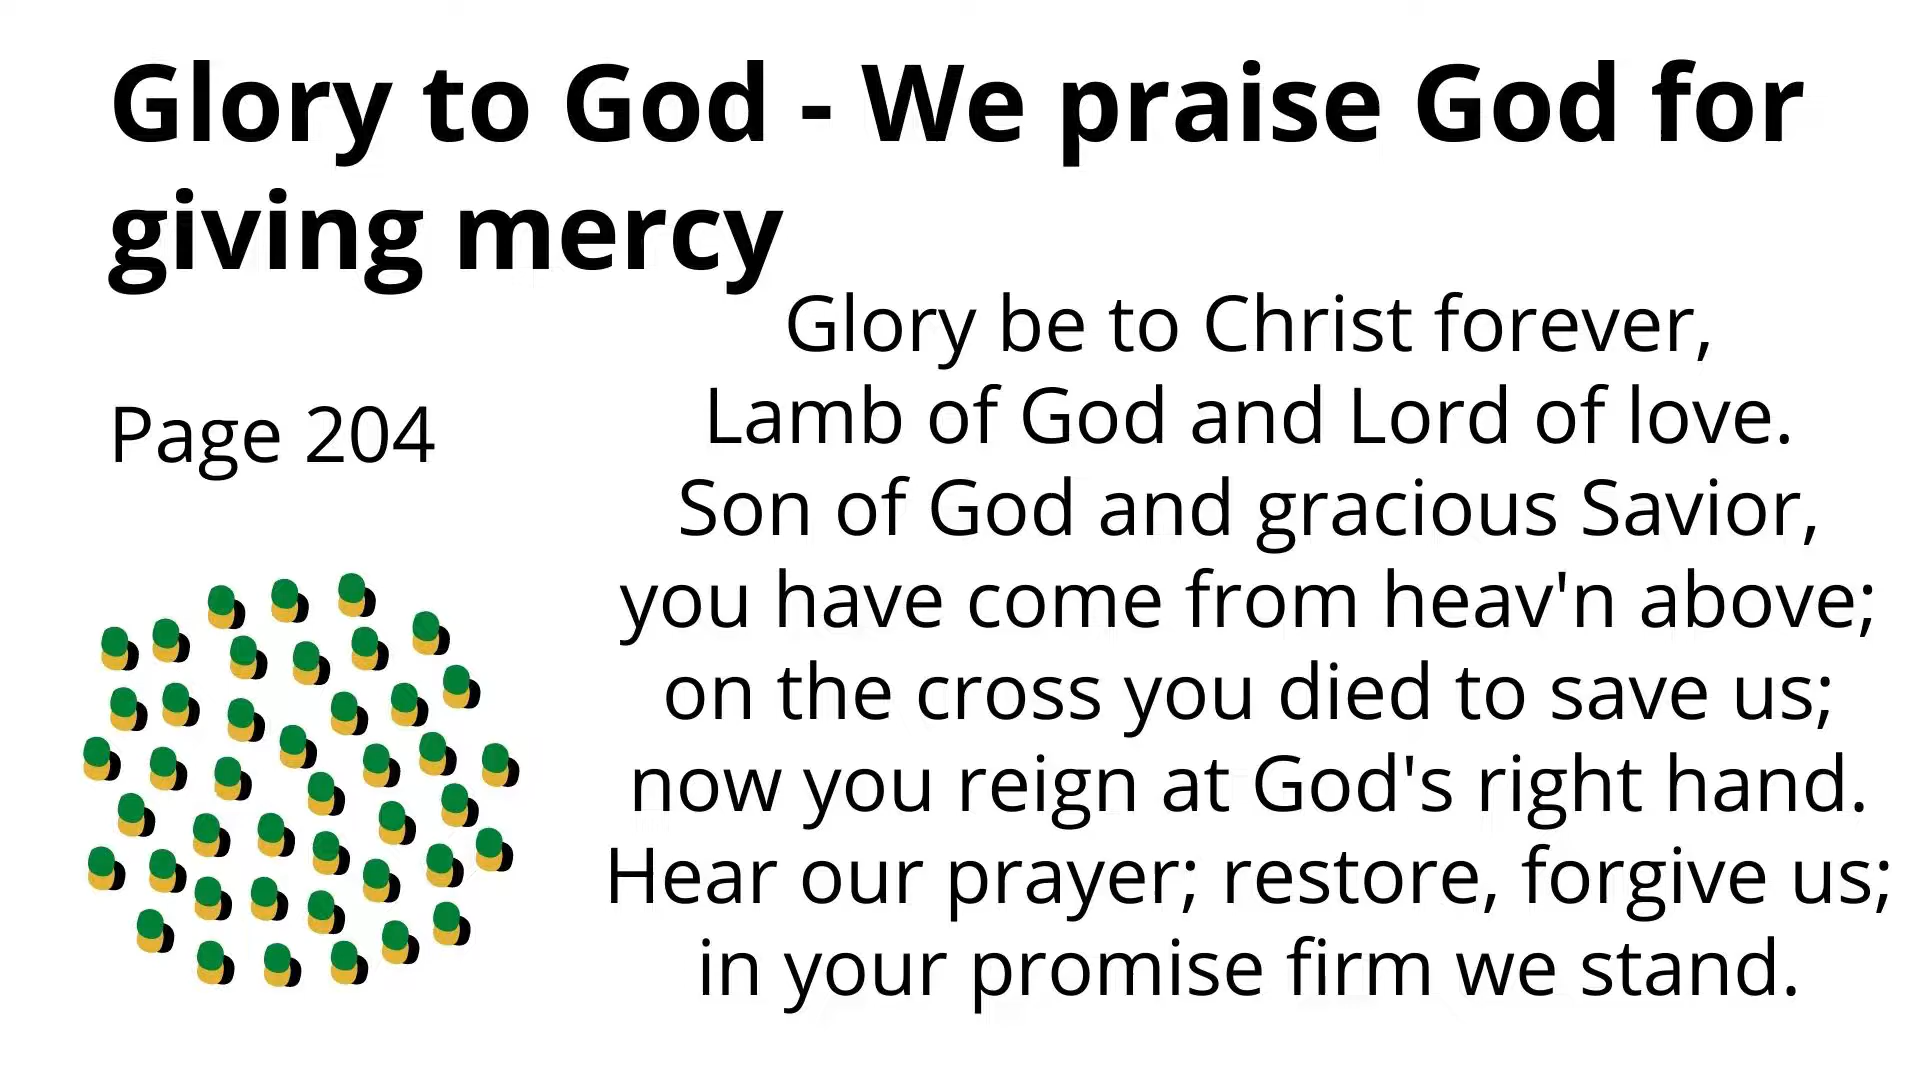 Glory to God - We praise God for
giving mercy
Page 204
Glory be to Christ forever,
Lamb of God and Lord of love.
Son of God and gracious Savior,
you have come from heav'n above;
on the cross you died to save us;
now you reign at God's right hand.
Hear our prayer; restore, forgive us;
in your promise firm we stand.